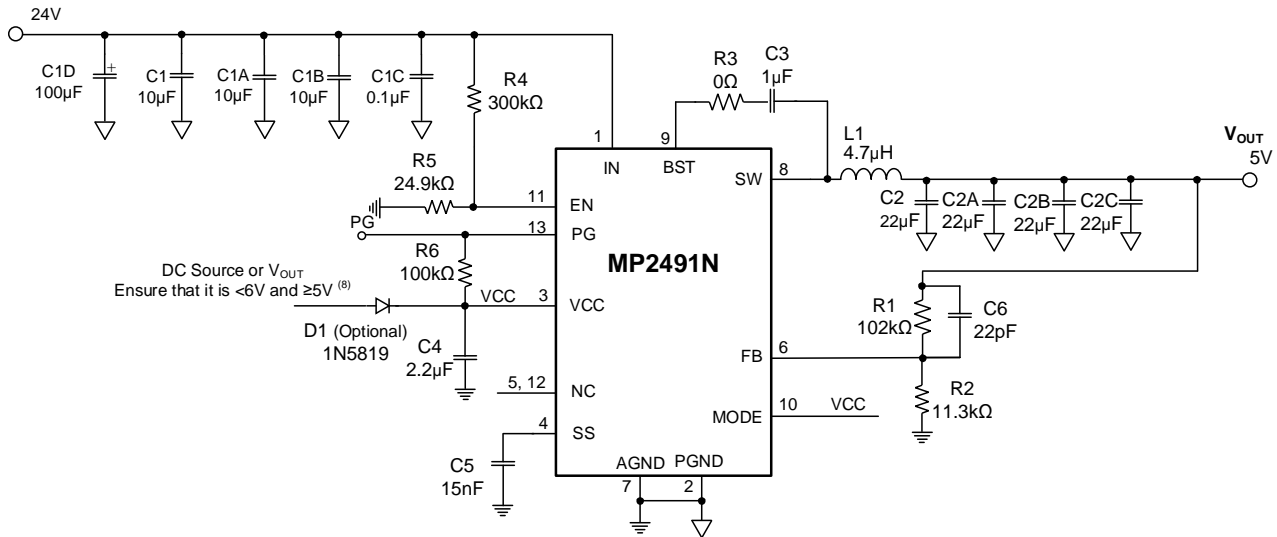 24V
C1D
100µF
+
C1
10µF
C1A
10µF
C1B
10µF
C1C
0.1µF
R4
300kΩ
R3
0Ω
C3
1µF
1
IN
9
BST
L1
4.7µH
VOUT
5V
SW
8
R5
24.9kΩ
11
EN
C2
22µF
C2A
22µF
C2B
22µF
C2C
22µF
PG
13
PG
R6
100kΩ
MP2491N
DC Source or VOUT
Ensure that it is <6V and ≥5V (8)
VCC
3
VCC
D1 (Optional)
1N5819
C4
2.2µF
R1
102kΩ
C6
22pF
FB
6
5, 12
NC
R2
11.3kΩ
MODE
10
VCC
4
SS
C5
15nF
AGND
PGND
7
2